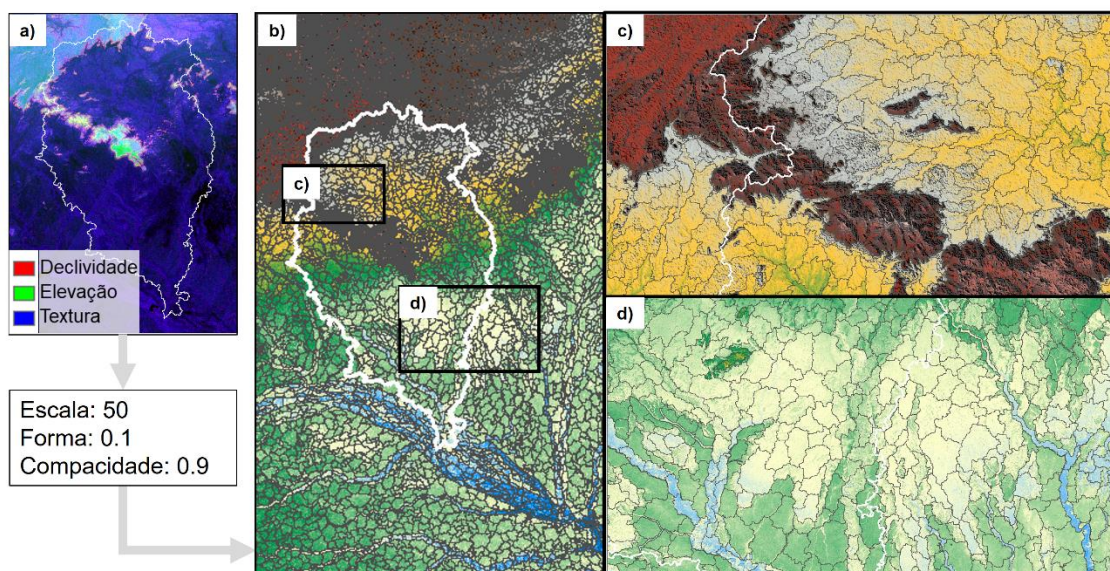 a)
Declividade
Elevação
Textura
Escala: 50
Forma: 0.1
Compacidade: 0.9
b)
c)
d)
c)
d)